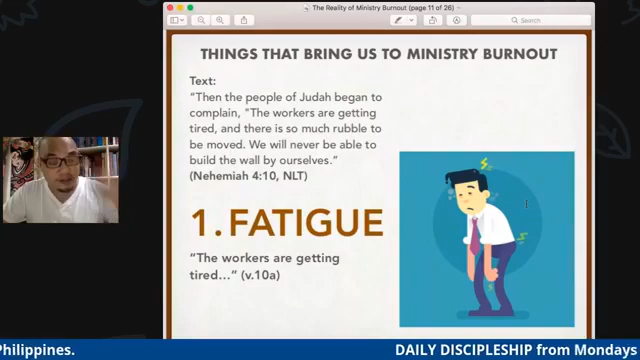 The Reality of Ministry Burnout (page 11 of 26)
Search
THINGS THAT BRING US TO MINISTRY BURNOUT
Text:
“Then the people of Judah began to
complain, "The workers are getting
tired, and there is so much rubble to
be moved. We will never be able to
build the wall by ourselves.”
(Nehemiah 4:10, NLT)
1. FATIGUE
“The workers are getting
tired…” (v.10a)
Philippines.
DAILY DISCIPLESHIP from Mondays